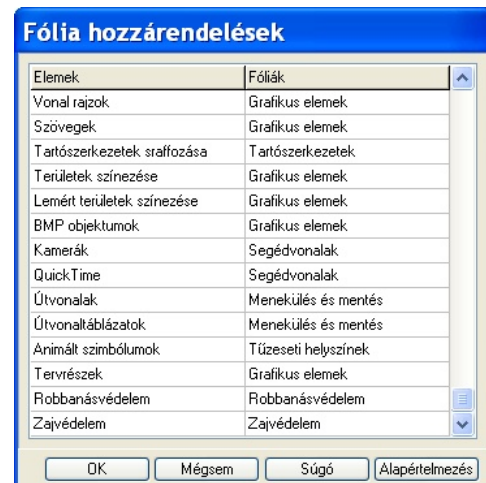 Fólia hozzárendelések
Elemek Fóliák
Vonal rajzok Grafikus elemek
Szövegek Grafikus elemek
Tartószerkezetek sraffozása Tartószerkezetek
Területek színezése Grafikus elemek
Lemért területek színezése Grafikus elemek
BMP objektumok Grafikus elemek
Kamerák Segédvonalak
QuickTime Segédvonalak
Útvonalak Menekülés és mentés
Útvonaltáblázatok Menekülés és mentés
Animált szimbólumok Tűzeseti helyszínek
Tervrészek Grafikus elemek
Robbanásvédelem Robbanásvédelem
Zajvédelem Zajvédelem
OK Mégsem Súgó Alapértelmezés